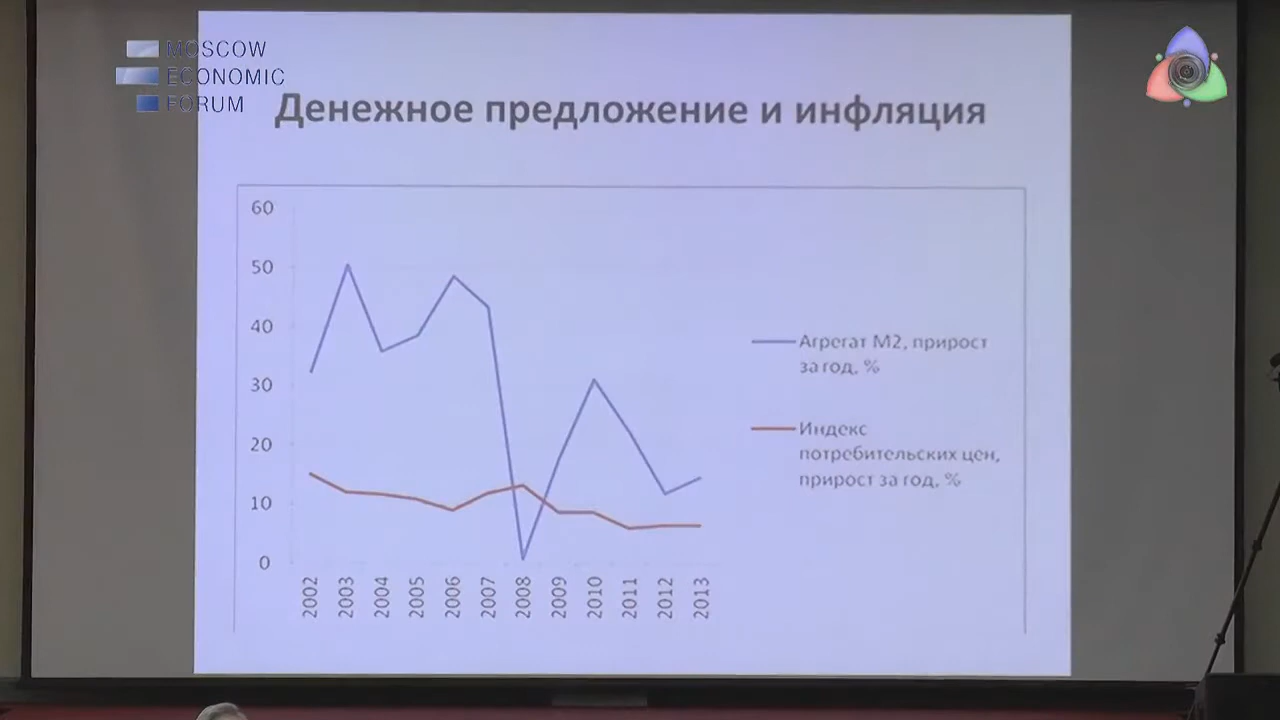 MOSCOW
ECONOMIC
FORUM
Денежное предложение и инфляция
60
50
40
30
20
10
0
2002
2003
2004
2005
2006
2007
2008
2009
2010
2011
2012
2013
Агрегат М2, прирост
за год, %
Индекс
потребительских цен,
прирост за год, %